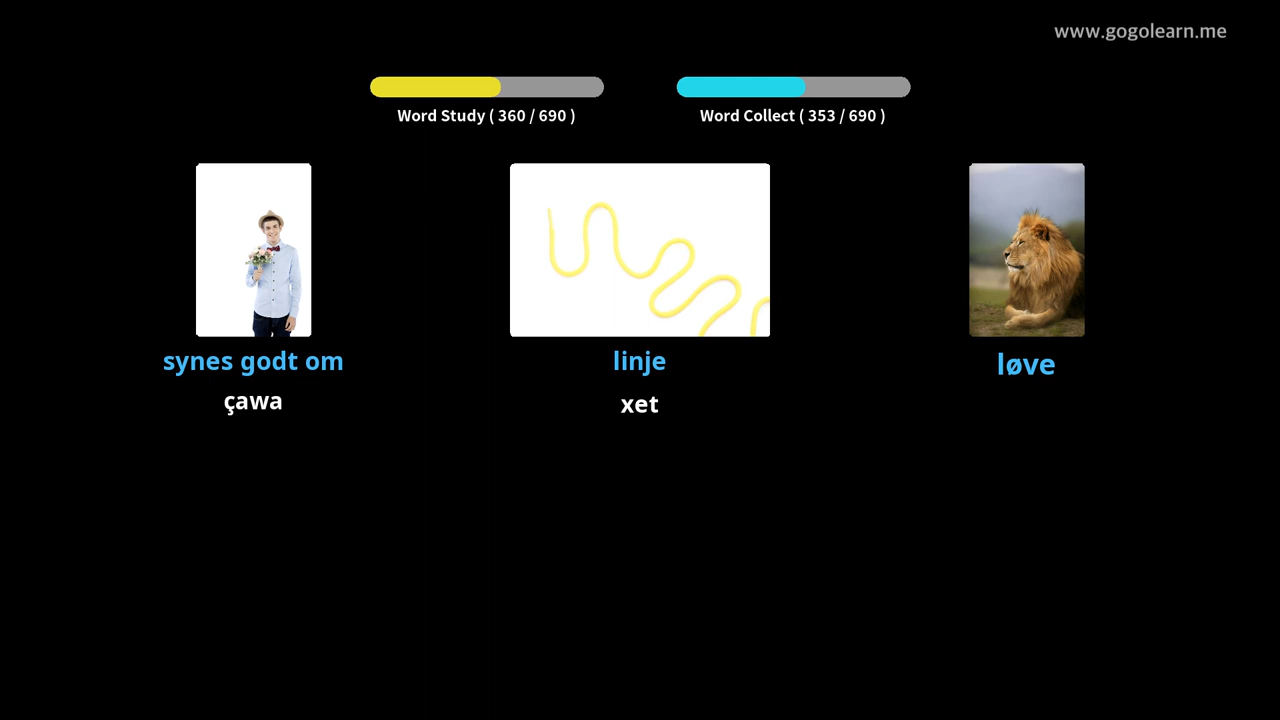 www.gogolearn.me
Word Study ( 360 / 690 )
Word Collect ( 353 / 690 )
synes godt om
linje
løve
çawa
xet